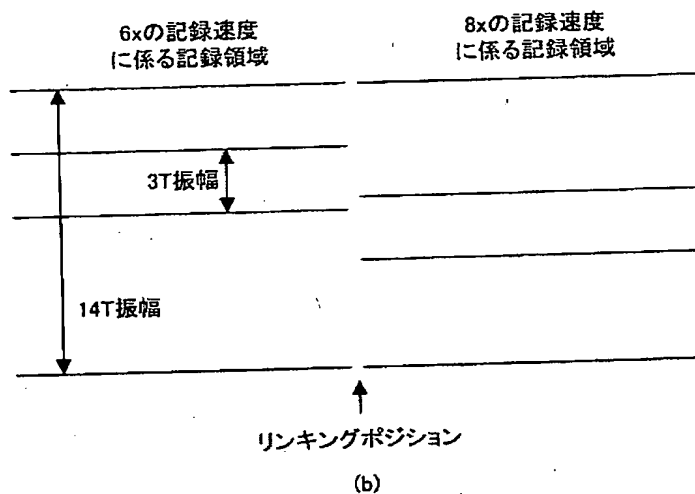 6xの記録速度
に係る記録領域
8xの記録速度
に係る記録領域
3T振幅
14T振幅
リンキングポジション
(b)